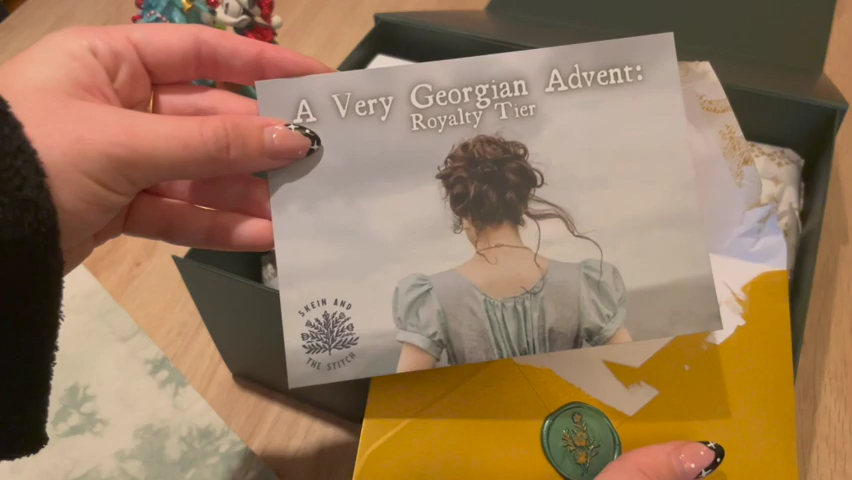 A Very Georgian Advent:
Royalty Tier
SKEIN AND
THE STITCH